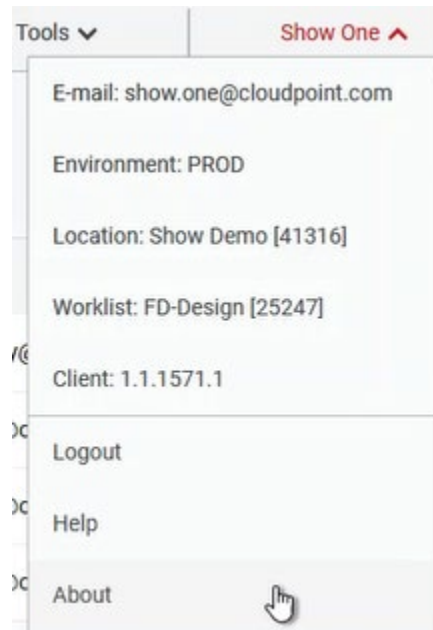 Tools
Show One
E-mail: show.one@cloudpoint.com
Environment: PROD
Location: Show Demo [41316]
Worklist: FD-Design [25247]
Client: 1.1.1571.1
Logout
Help
About